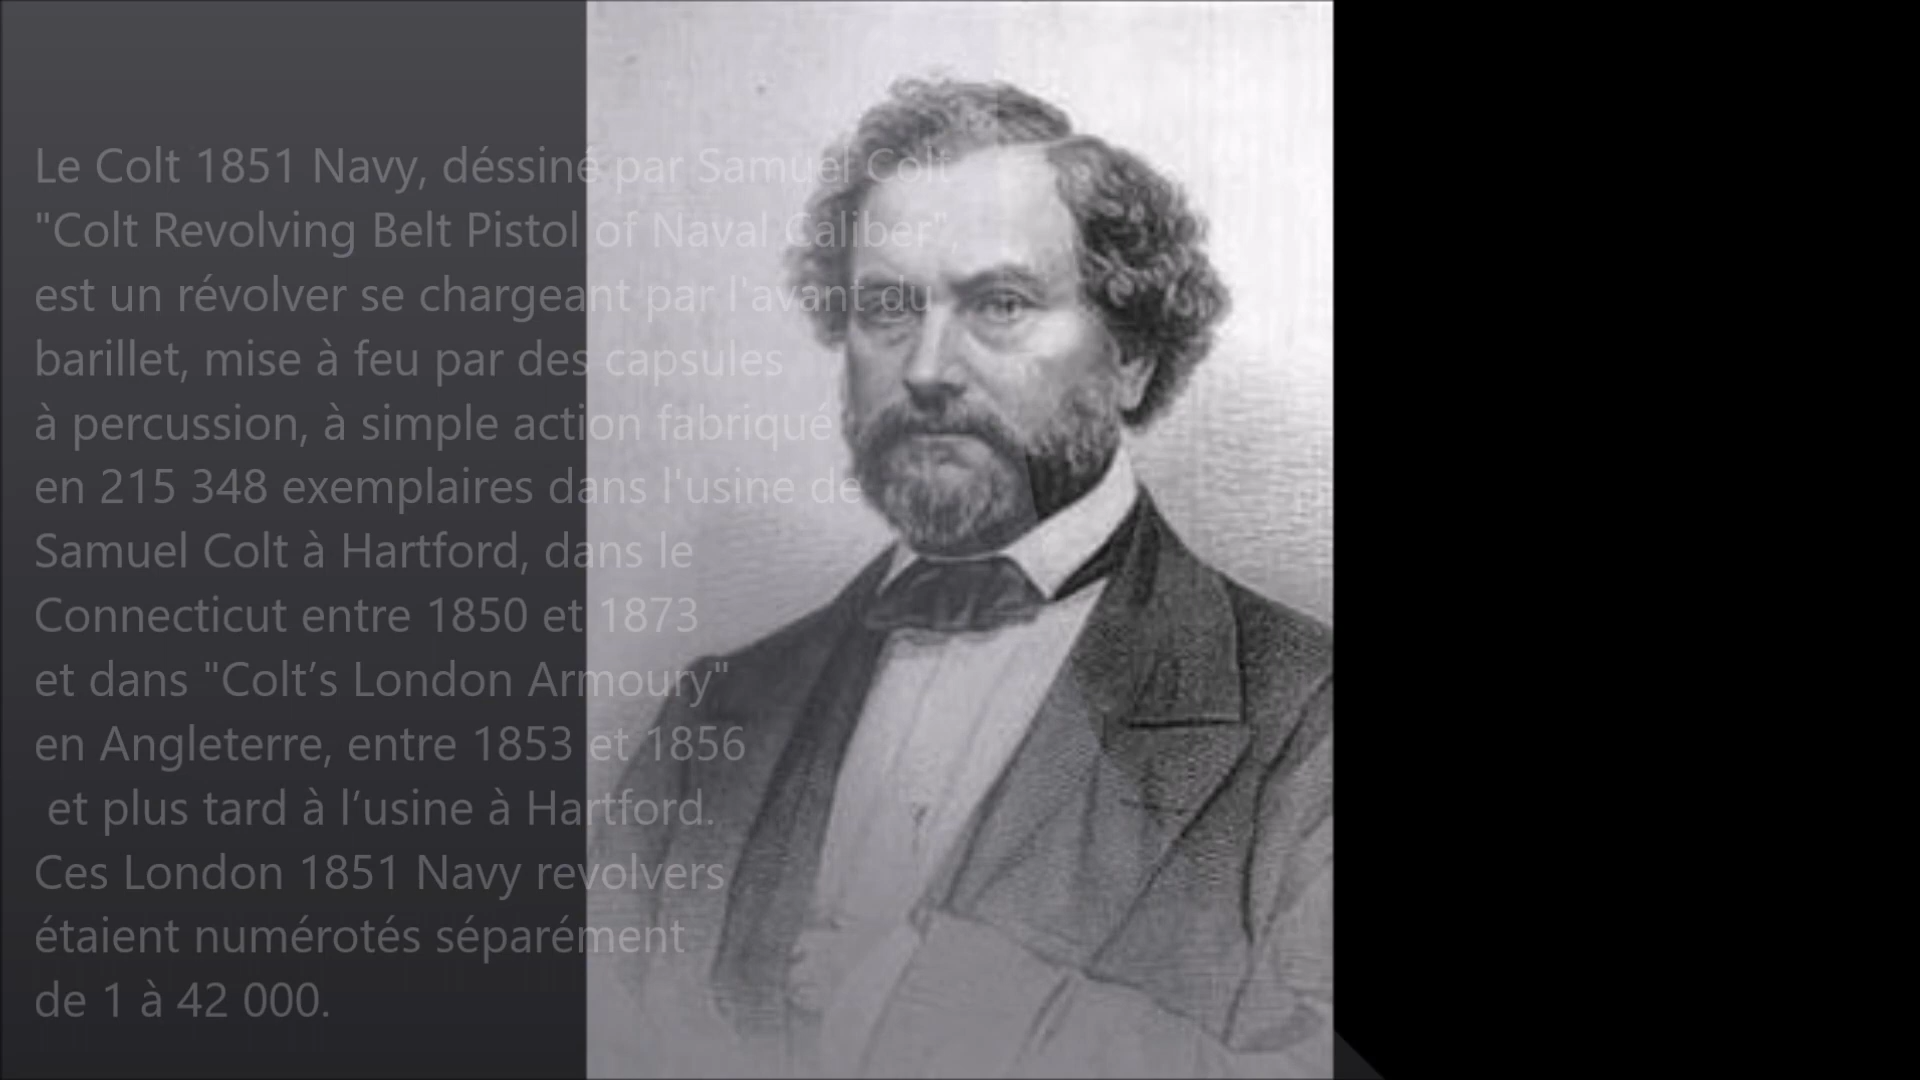 Le Colt 1851 Navy, déssiné par Samuel Colt
"Colt Revolving Belt Pistol of Naval Caliber",
est un révolver se chargeant par l'avant du
barillet, mise à feu par des capsules
à percussion, à simple action fabriqué
en 215 348 exemplaires dans l'usine de
Samuel Colt à Hartford, dans le
Connecticut entre 1850 et 1873
et dans "Colt’s London Armoury"
en Angleterre, entre 1853 et 1856
et plus tard à l’usine à Hartford.
Ces London 1851 Navy revolvers
étaient numérotés séparément
de 1 à 42 000.